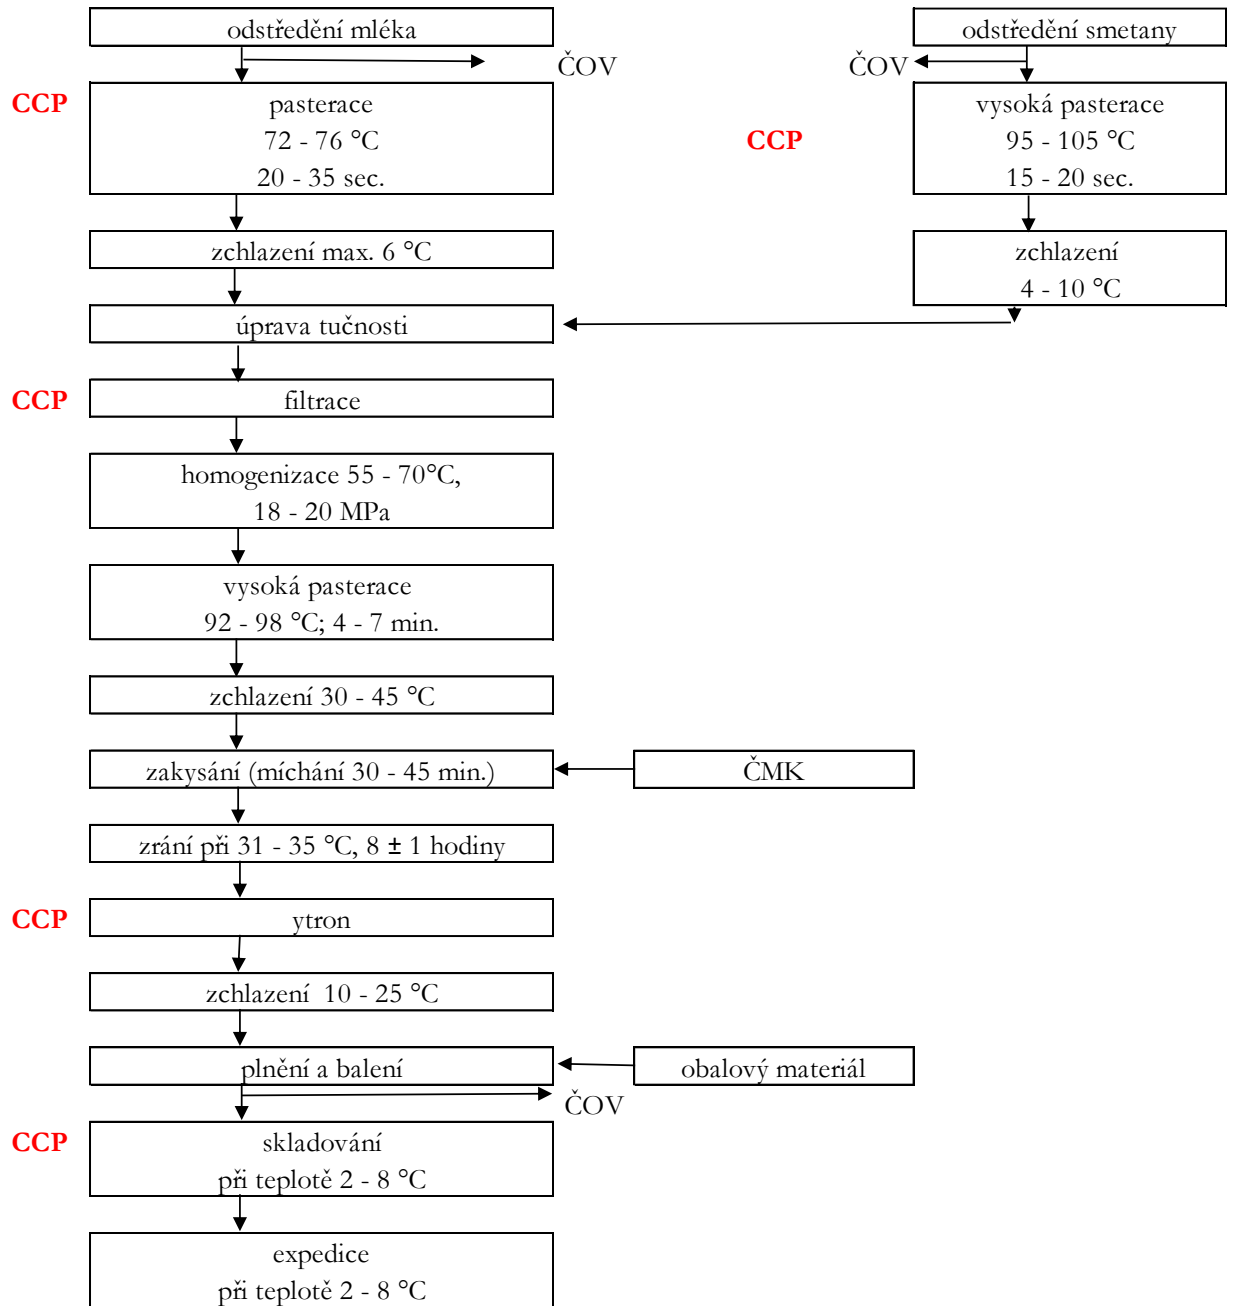 odstředění mléka
odstředění smetany
ČOV
ČOV
CCP
pasterace
72 - 76 °C
20 - 35 sec.
CCP
vysoká pasterace
95 - 105 °C
15 - 20 sec.
zchlazení max. 6 °C
zchlazení
4 - 10 °C
úprava tučnosti
CCP
filtrace
homogenizace 55 - 70°C,
18 - 20 MPa
vysoká pasterace
92 - 98 °C; 4 - 7 min.
zchlazení 30 - 45 °C
zakysání (míchání 30 - 45 min.)
ČMK
zrání při 31 - 35 °C, 8 ± 1 hodiny
CCP
ytron
zchlazení  10 - 25 °C
plnění a balení
obalový materiál
ČOV
CCP
skladování
při teplotě 2 - 8 °C
expedice
při teplotě 2 - 8 °C